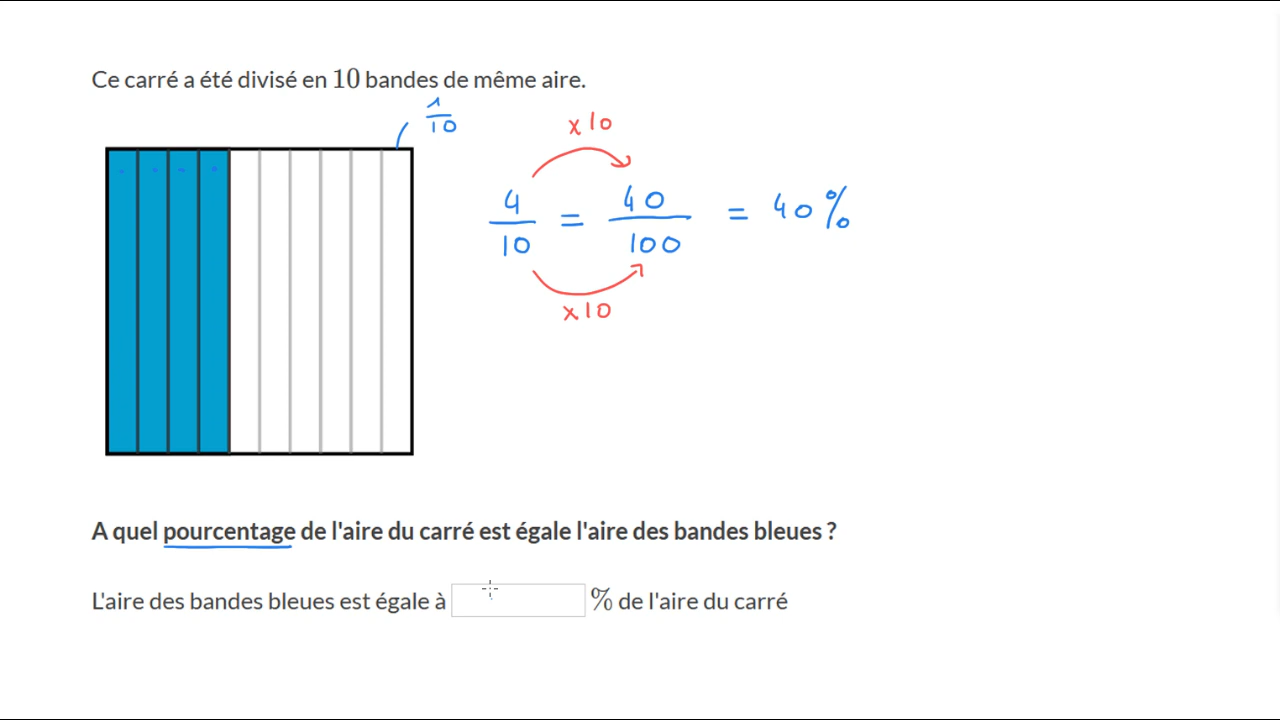 Ce carré a été divisé en 10 bandes de même aire.
1/10
x10
4/10 = 40/100 = 40%
x10
A quel pourcentage de l'aire du carré est égale l'aire des bandes bleues ?
L'aire des bandes bleues est égale à % de l'aire du carré